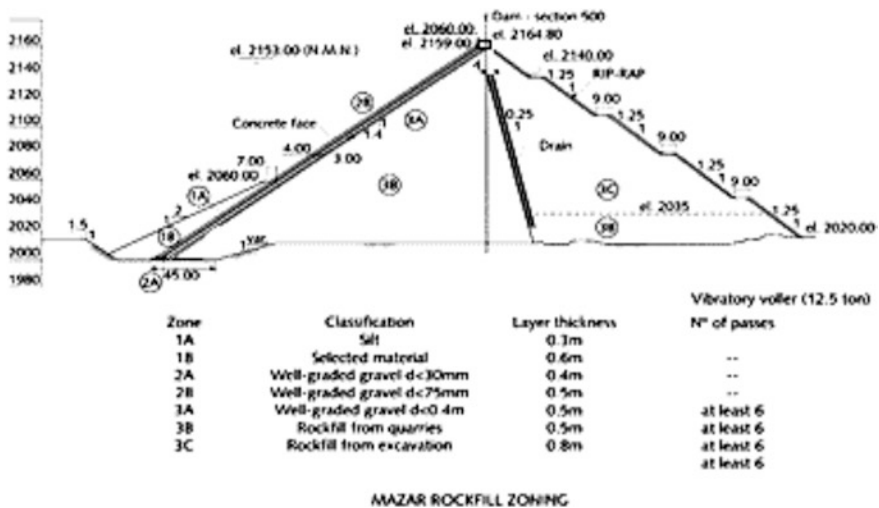 Dam - section 500
el. 2060.00
el. 2164.80
el. 2159.00
el. 2153.00 (N.M.N.)
el. 2140.00
1.25
1
RIP-RAP
2160
2140
2120
2100
2080
2060
2040
2020
2000
1980
2B
Concrete face
3A
1.4
1
4.00
3.00
7.00
el. 2060.00
1A
3B
4
0.25
1
Drain
9.00
1.25
1
9.00
1.25
1
9.00
3C
el. 2035
3B
1.25
1
el. 2020.00
1.5
1
2
1
1B
1
var.
45.00
2A
Vibratory voller (12.5 ton)
Zone Classification Layer thickness N° of passes
1A Silt 0.3m
1B Selected material 0.6m --
2A Well-graded gravel d<30mm 0.4m --
2B Well-graded gravel d<75mm 0.5m --
3A Well-graded gravel d<0.4m 0.5m at least 6
3B Rockfill from quarries 0.5m at least 6
3C Rockfill from excavation 0.8m at least 6
at least 6
MAZAR ROCKFILL ZONING